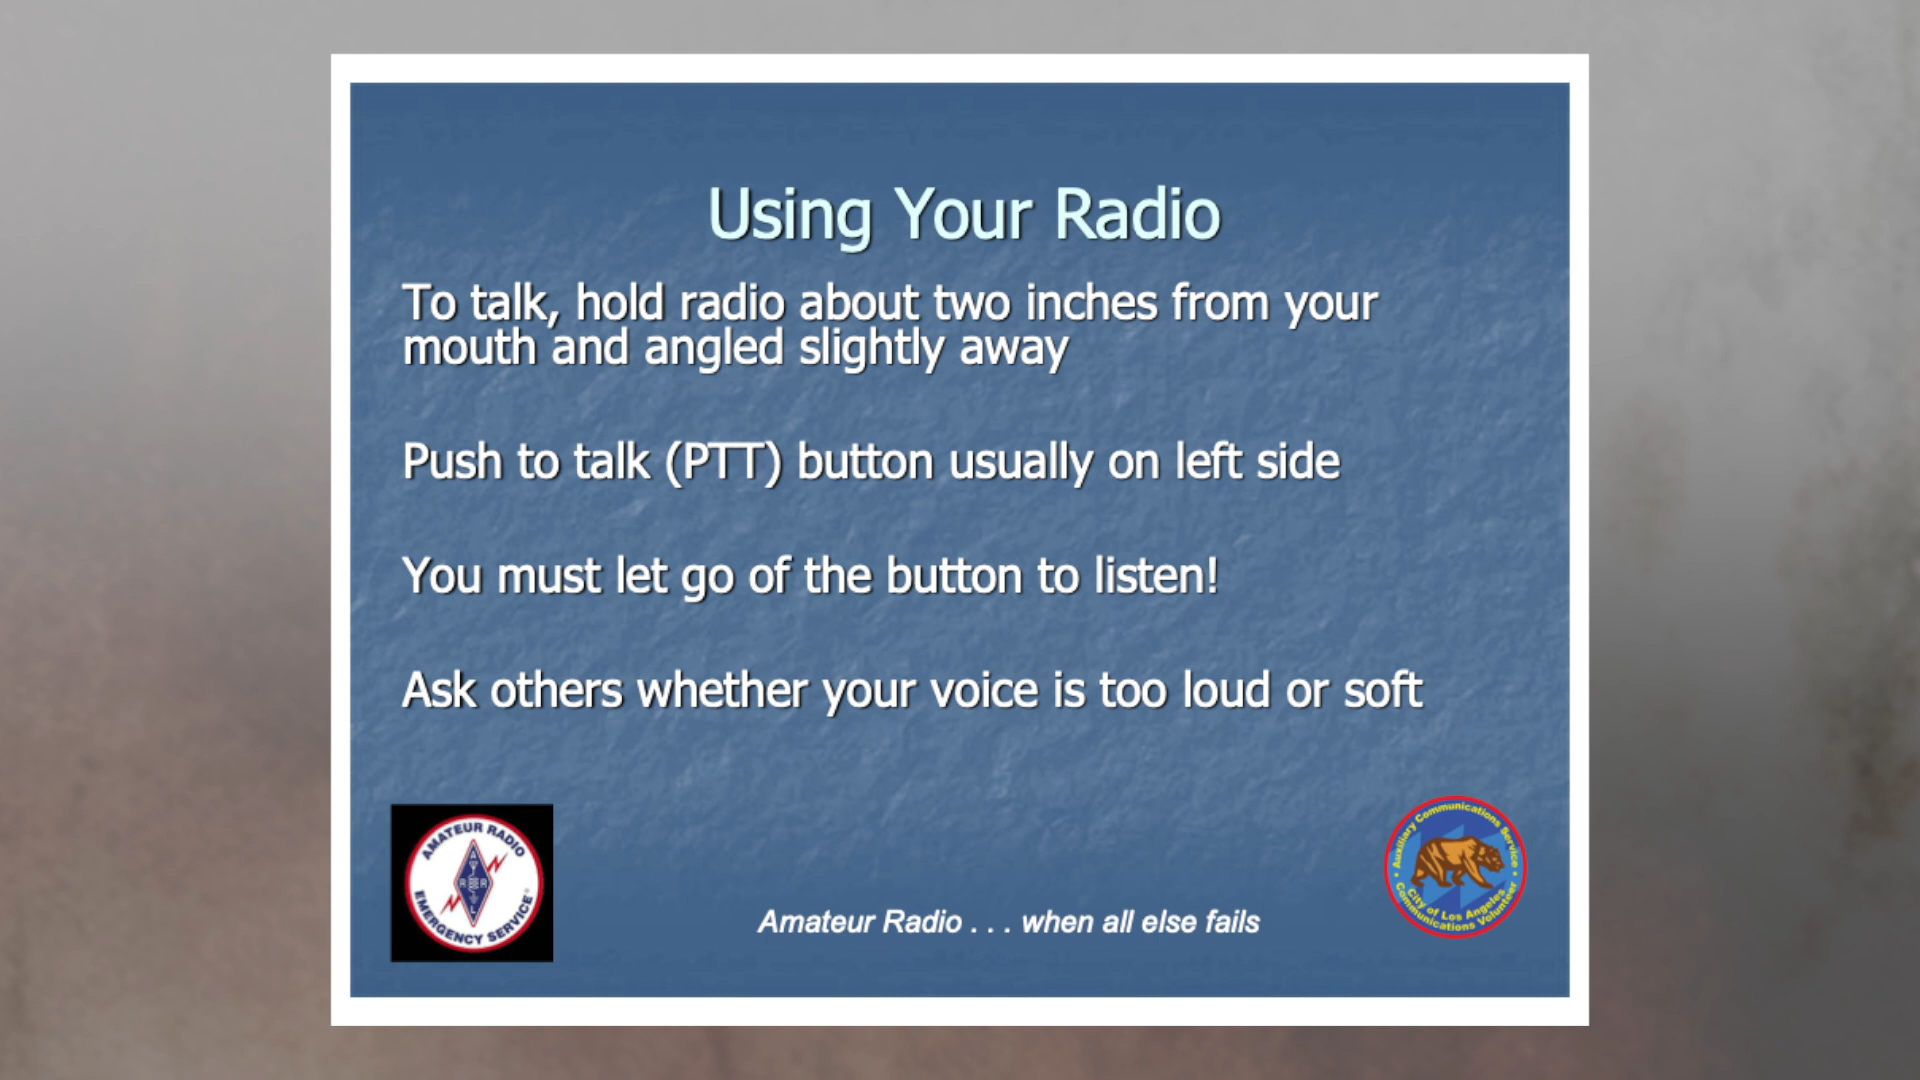 Using Your Radio
To talk, hold radio about two inches from your
mouth and angled slightly away
Push to talk (PTT) button usually on left side
You must let go of the button to listen!
Ask others whether your voice is too loud or soft
AMATEUR RADIO
EMERGENCY SERVICE
Amateur Radio . . . when all else fails
Auxiliary Communications Service
City of Los Angeles
Communications Volunteer